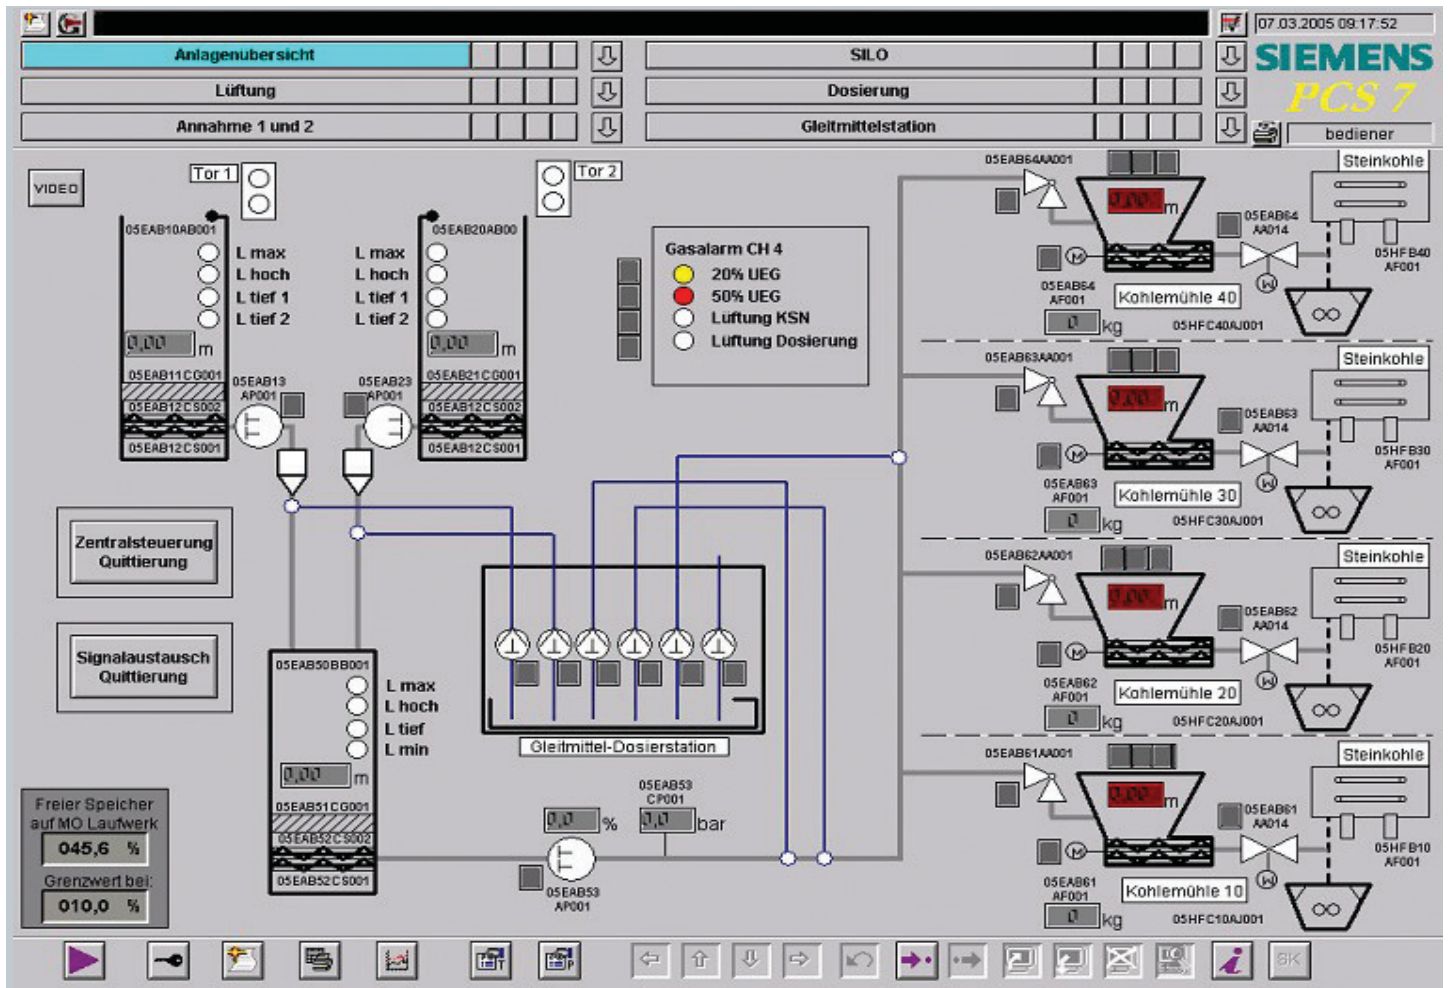 07.03.2005 09:17:52
Anlagenübersicht
SILO
SIEMENS
PCS 7
Lüftung
Dosierung
Annahme 1 und 2
Gleitmittelstation
bediener
VIDEO
Tor 1
Tor 2
05EAB10AB001
05EAB20AB00
L max
L hoch
L tief 1
L tief 2
L max
L hoch
L tief 1
L tief 2
0,00 m
0,00 m
05EAB11CG001
05EAB12CS002
05EAB12CS001
05EAB13
AP001
05EAB23
AP001
05EAB21CG001
05EAB12CS002
05EAB12CS001
Gasalarm CH 4
20% UEG
50% UEG
Lüftung KSN
Lüftung Dosierung
Zentralsteuerung
Quittierung
Signalaustausch
Quittierung
05EAB50BB001
L max
L hoch
L tief
L min
0,00 m
05EAB51CG001
05EAB52CS002
05EAB52CS001
Gleitmittel-Dosierstation
0,0 %
05EAB53
AP001
05EAB53
CP001
0,0 bar
Freier Speicher
auf MO Laufwerk
045,6 %
Grenzwert bei:
010,0 %
05EAB64AA001
0,00 m
Steinkohle
05EAB64
AA014
05HFB40
AF001
M
M
05EAB64
AF001
0 kg
Kohlemühle 40
05HFC40AJ001
05EAB63AA001
0,00 m
Steinkohle
05EAB63
AA014
05HFB30
AF001
M
M
05EAB63
AF001
0 kg
Kohlemühle 30
05HFC30AJ001
05EAB62AA001
0,00 m
Steinkohle
05EAB62
AA014
05HFB20
AF001
M
M
05EAB62
AF001
0 kg
Kohlemühle 20
05HFC20AJ001
05EAB61AA001
0,00 m
Steinkohle
05EAB61
AA014
05HFB10
AF001
M
M
05EAB61
AF001
0 kg
Kohlemühle 10
05HFC10AJ001
T
P
i
SK